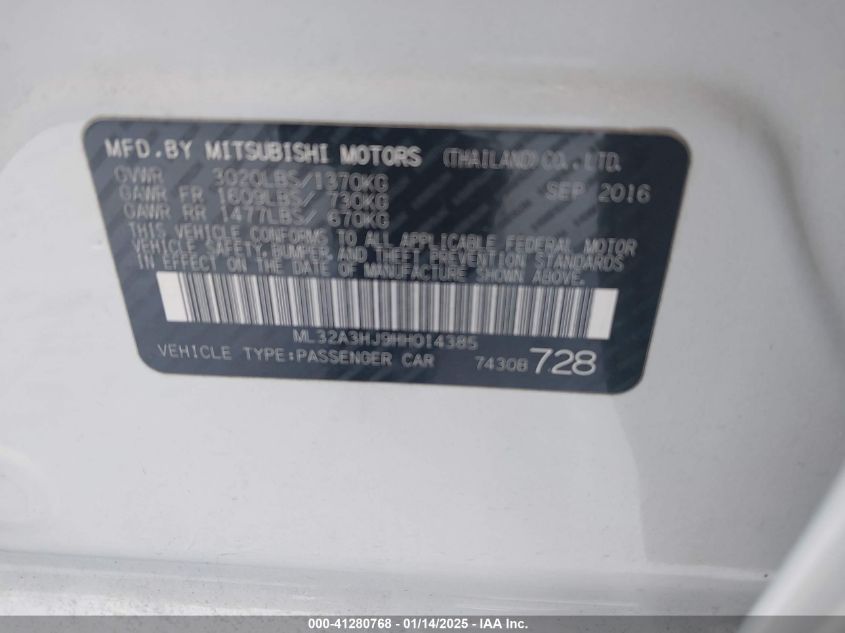 MFD.BY MITSUBISHI MOTORS (THAILAND) CO.,LTD.
GVWR 3020LBS/1370KG SEP 2016
GAWR FR 1609LBS/ 730KG
GAWR RR 1477LBS/ 670KG
THIS VEHICLE CONFORMS TO ALL APPLICABLE FEDERAL MOTOR
VEHICLE SAFETY,BUMPER,AND THEFT PREVENTION STANDARDS
IN EFFECT ON THE DATE OF MANUFACTURE SHOWN ABOVE.
ML32A3HJ9HH014385
VEHICLE TYPE:PASSENGER CAR 7430B 728
000-41280768 - 01/14/2025 - IAA Inc.